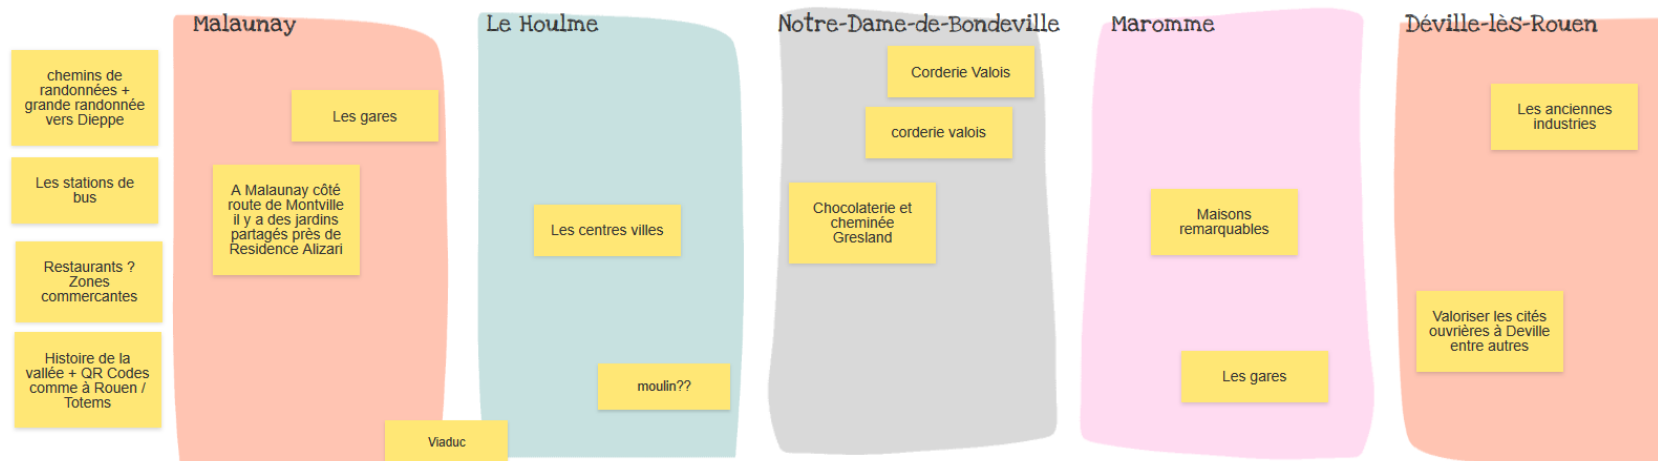 Malaunay
Le Houlme
Notre-Dame-de-Bondeville
Maromme
Déville-lès-Rouen
chemins de
randonnées +
grande randonnée
vers Dieppe
Les stations de
bus
Restaurants ?
Zones
commercantes
Histoire de la
vallée + QR Codes
comme à Rouen /
Totems
Les gares
A Malaunay côté
route de Montville
il y a des jardins
partagés près de
Residence Alizari
Viaduc
Les centres villes
moulin??
Corderie Valois
corderie valois
Chocolaterie et
cheminée
Gresland
Maisons
remarquables
Les gares
Les anciennes
industries
Valoriser les cités
ouvrières à Deville
entre autres